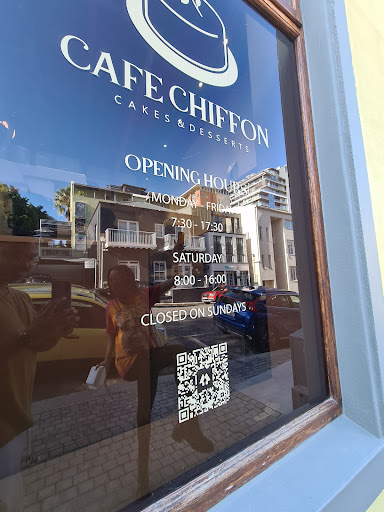 CAFE CHIFFON
CAKES & DESSERTS
OPENING HOURS
MONDAY - FRIDAY
7:30 - 17:30
SATURDAY
8:00 - 16:00
CLOSED ON SUNDAYS